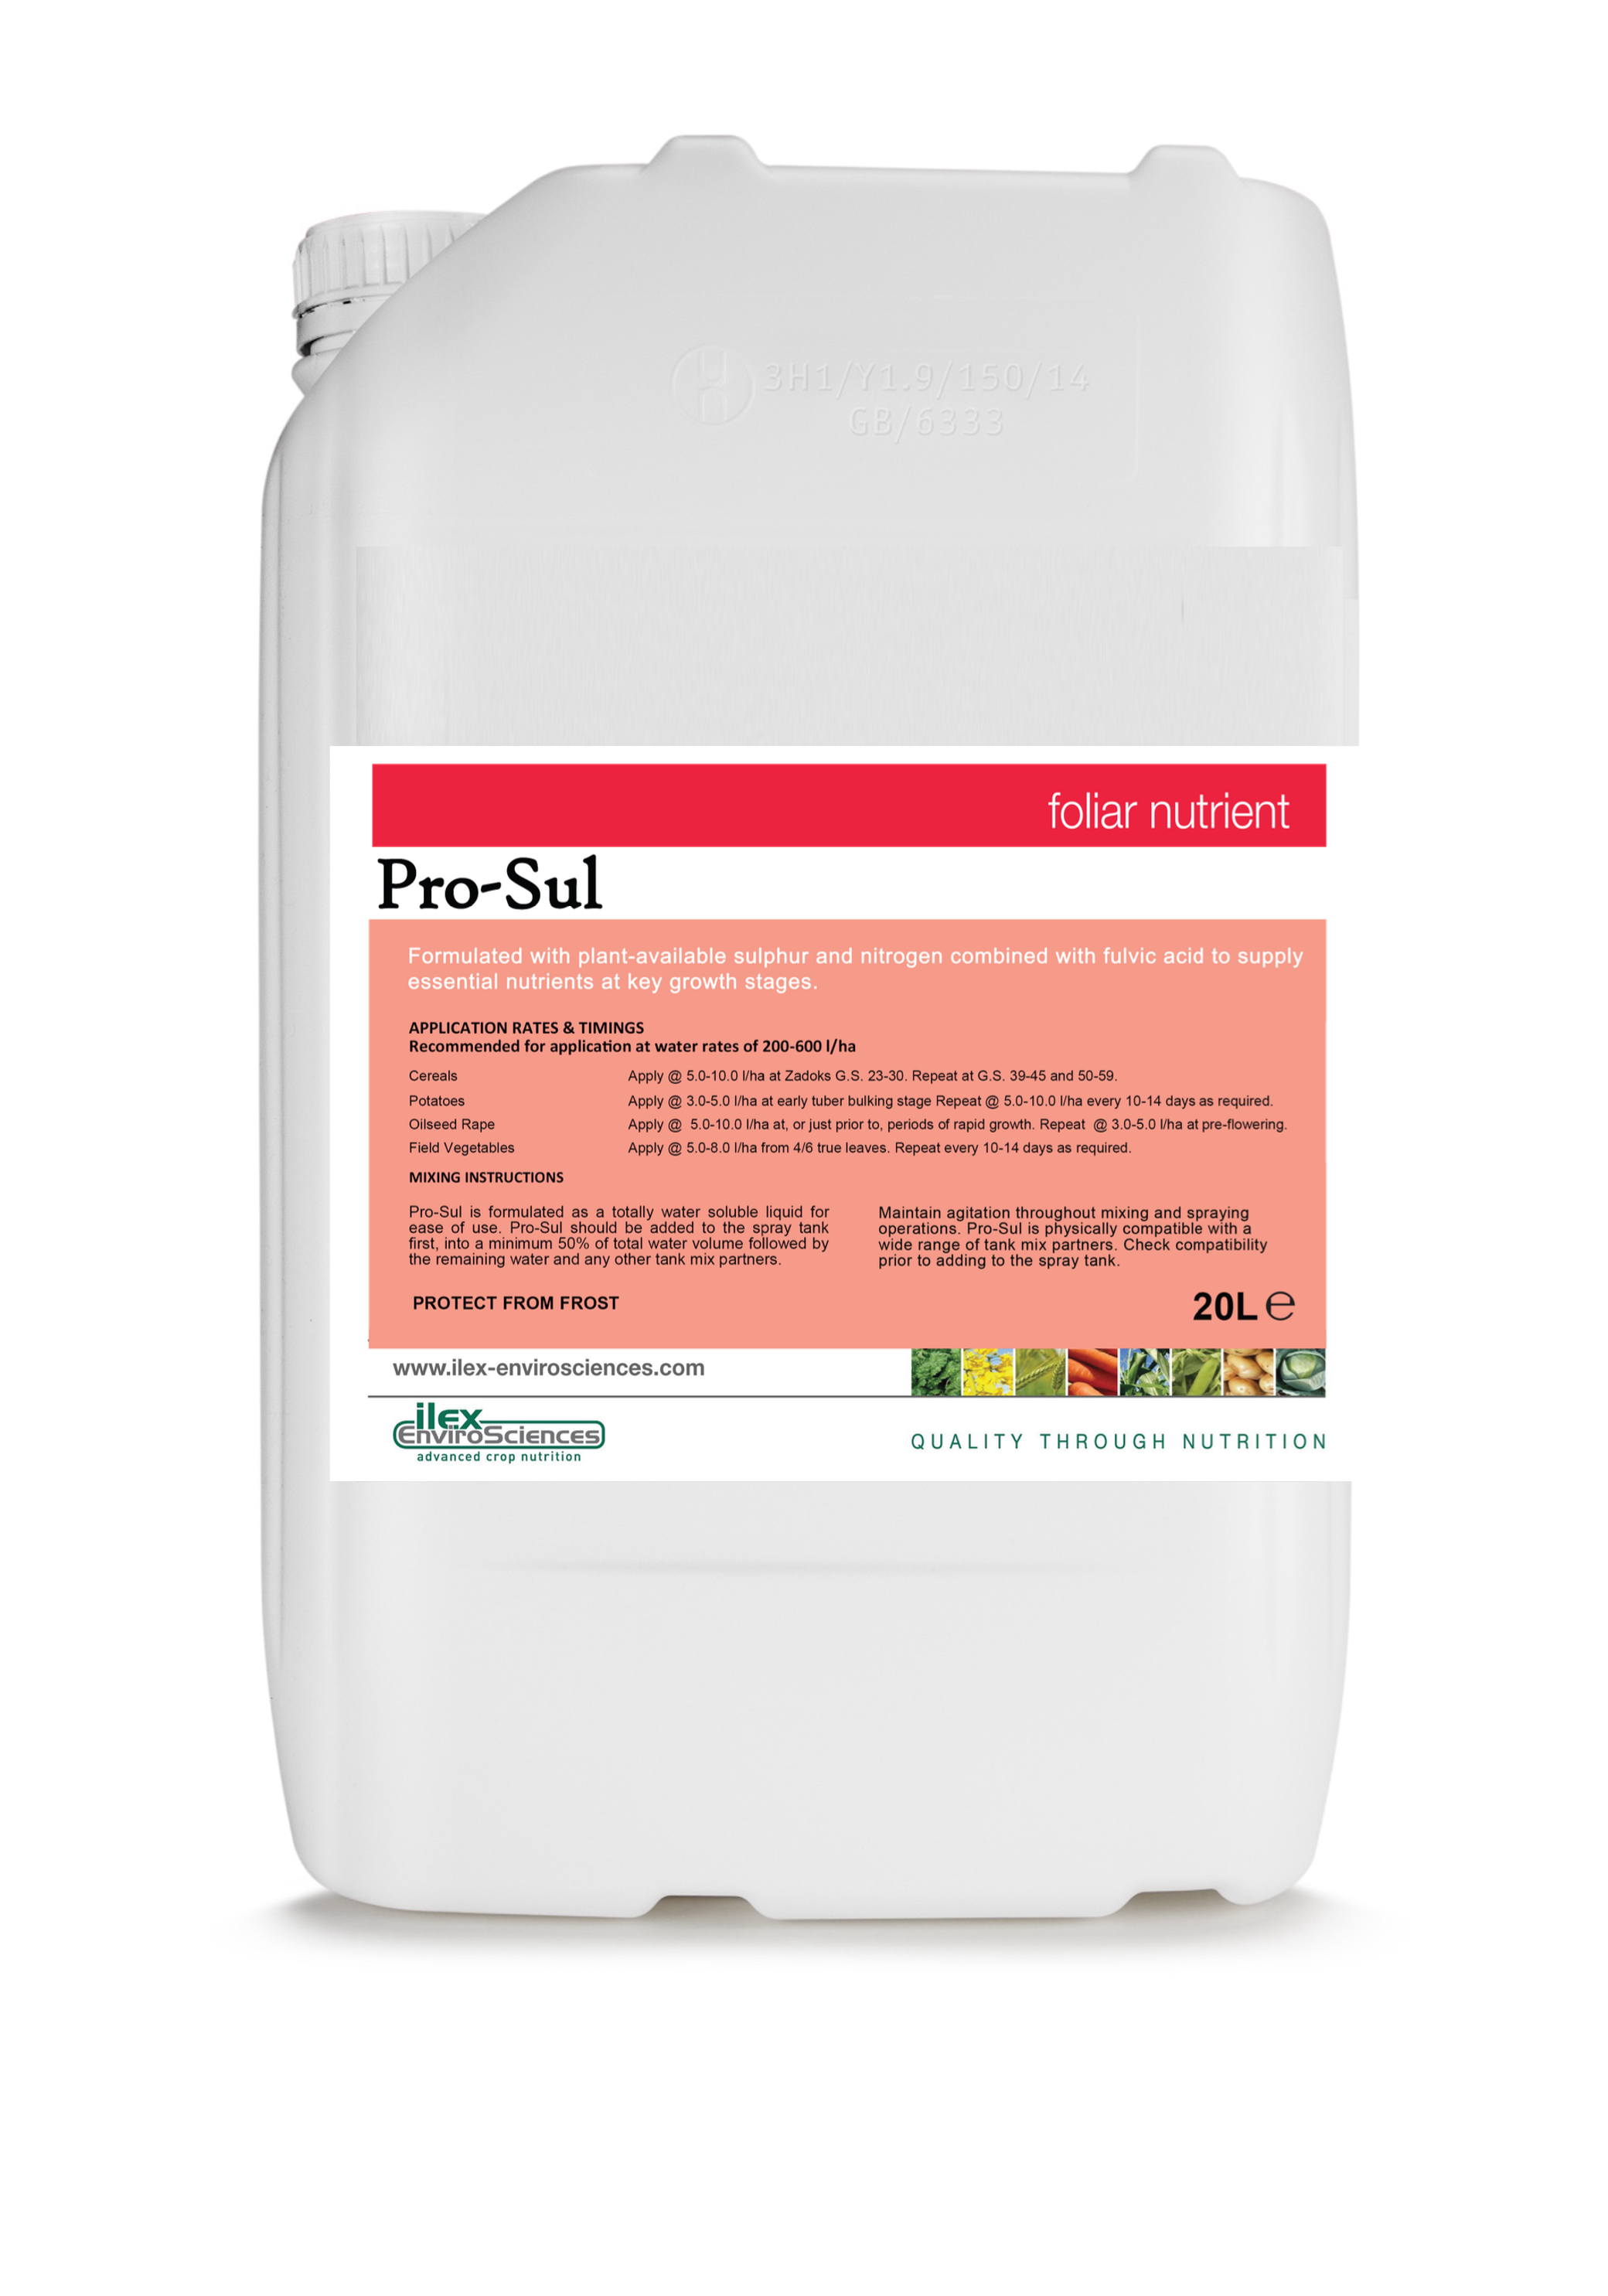 un 3H1/Y1.9/150/14
GB/6333
foliar nutrient
Pro-Sul
Formulated with plant-available sulphur and nitrogen combined with fulvic acid to supply
essential nutrients at key growth stages.
APPLICATION RATES & TIMINGS
Recommended for application at water rates of 200-600 l/ha
Cereals Apply @ 5.0-10.0 l/ha at Zadoks G.S. 23-30. Repeat at G.S. 39-45 and 50-59.
Potatoes Apply @ 3.0-5.0 l/ha at early tuber bulking stage Repeat @ 5.0-10.0 l/ha every 10-14 days as required.
Oilseed Rape Apply @ 5.0-10.0 l/ha at, or just prior to, periods of rapid growth. Repeat @ 3.0-5.0 l/ha at pre-flowering.
Field Vegetables Apply @ 5.0-8.0 l/ha from 4/6 true leaves. Repeat every 10-14 days as required.
MIXING INSTRUCTIONS
Pro-Sul is formulated as a totally water soluble liquid for
ease of use. Pro-Sul should be added to the spray tank
first, into a minimum 50% of total water volume followed by
the remaining water and any other tank mix partners.
Maintain agitation throughout mixing and spraying
operations. Pro-Sul is physically compatible with a
wide range of tank mix partners. Check compatibility
prior to adding to the spray tank.
PROTECT FROM FROST
20L ℮
www.ilex-envirosciences.com
ilex
EnviroSciences
advanced crop nutrition
QUALITY THROUGH NUTRITION